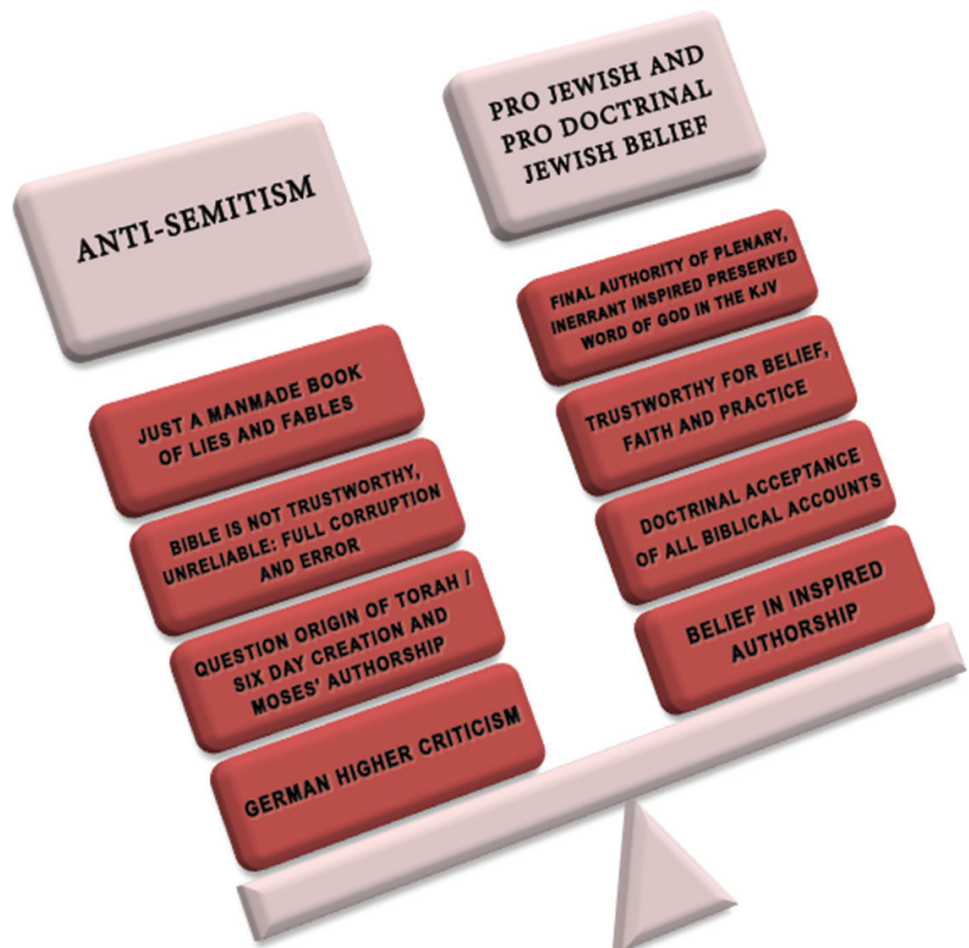 ANTI-SEMITISM
JUST A MANMADE BOOK
OF LIES AND FABLES
BIBLE IS NOT TRUSTWORTHY,
UNRELIABLE: FULL CORRUPTION
AND ERROR
QUESTION ORIGIN OF TORAH /
SIX DAY CREATION AND
MOSES' AUTHORSHIP
GERMAN HIGHER CRITICISM
PRO JEWISH AND
PRO DOCTRINAL
JEWISH BELIEF
FINAL AUTHORITY OF PLENARY,
INERRANT INSPIRED PRESERVED
WORD OF GOD IN THE KJV
TRUSTWORTHY FOR BELIEF,
FAITH AND PRACTICE
DOCTRINAL ACCEPTANCE
OF ALL BIBLICAL ACCOUNTS
BELIEF IN INSPIRED
AUTHORSHIP